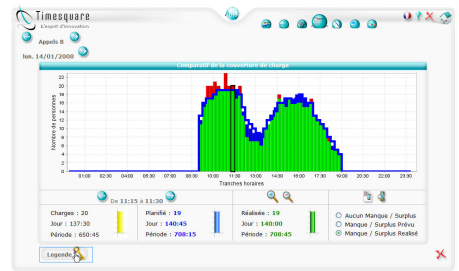 Timesquare
L'esprit d'innovation
Appels B
lun. 14/01/2008
Comparatif de la couverture de charge
Nombre de personnes
22
20
18
16
14
12
10
8
6
4
2
0
01:00 02:30 04:00 05:30 07:00 08:30 10:00 11:30 13:00 14:30 16:00 17:30 19:00 20:30 22:00 23:30
Tranches horaires
De 11:15 à 11:30
Charges : 20
Jour : 137:30
Période : 650:45
Planifié : 19
Jour : 140:45
Période : 708:15
Réalisée : 19
Jour : 140:00
Période : 708:45
Aucun Manque / Surplus
Manque / Surplus Prévu
Manque / Surplus Realisé
Legende